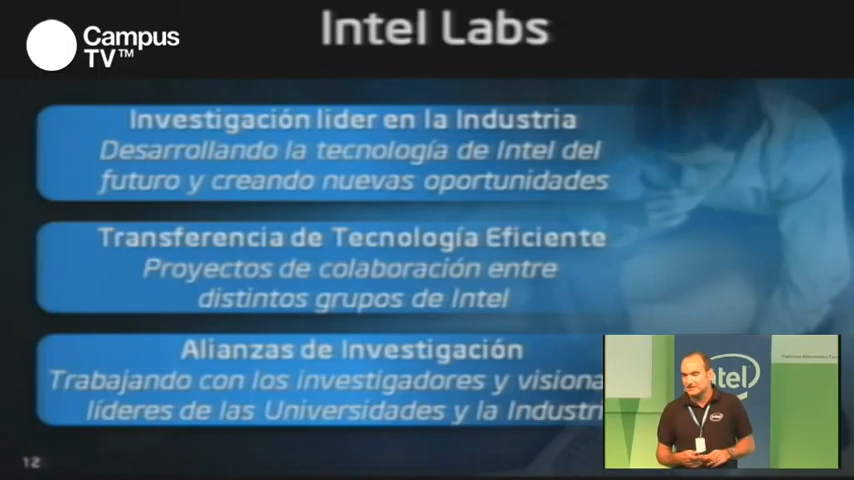 Campus
TV™
Intel Labs
Investigación lider en la Industria
Desarrollando la tecnología de Intel del
futuro y creando nuevas oportunidades
Transferencia de Tecnología Eficiente
Proyectos de colaboración entre
distintos grupos de Intel
Alianzas de Investigación
Trabajando con los investigadores y visiona
líderes de las Universidades y la Industri
12
intel
intel